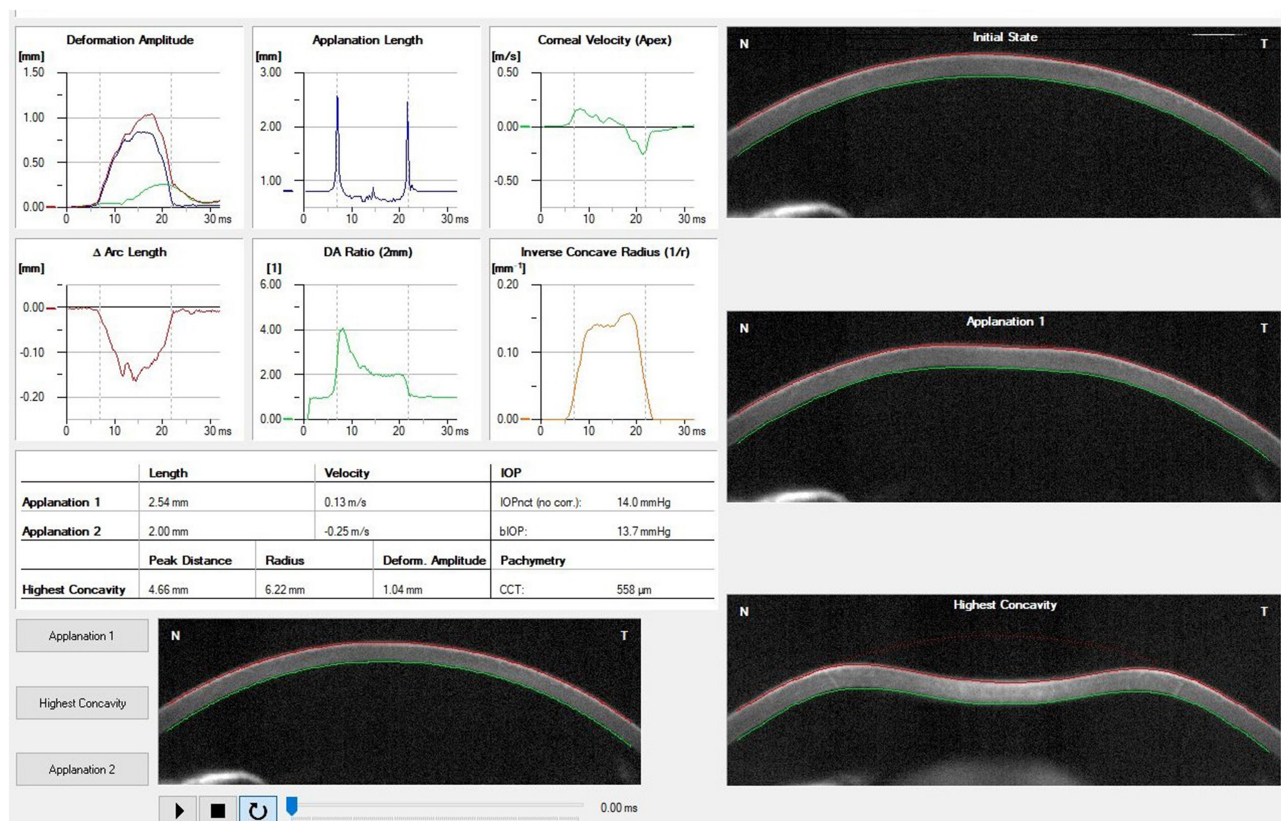 Deformation Amplitude
[mm]
1.50
1.00
0.50
0.00
0 10 20 30 ms
Applanation Length
[mm]
3.00
2.00
1.00
0 10 20 30 ms
Corneal Velocity (Apex)
[m/s]
0.50
0.00
-0.50
0 10 20 30 ms
Δ Arc Length
[mm]
0.00
-0.10
-0.20
0 10 20 30 ms
DA Ratio (2mm)
[1]
6.00
4.00
2.00
0.00
0 10 20 30 ms
Inverse Concave Radius (1/r)
[mm⁻¹]
0.20
0.10
0.00
0 10 20 30 ms
Length Velocity IOP
Applanation 1 2.54 mm 0.13 m/s IOPnct (no corr.): 14.0 mmHg
Applanation 2 2.00 mm -0.25 m/s bIOP: 13.7 mmHg
Peak Distance Radius Deform. Amplitude Pachymetry
Highest Concavity 4.66 mm 6.22 mm 1.04 mm CCT: 558 µm
Applanation 1
Highest Concavity
Applanation 2
N T
0.00 ms
N Initial State T
N Applanation 1 T
N Highest Concavity T